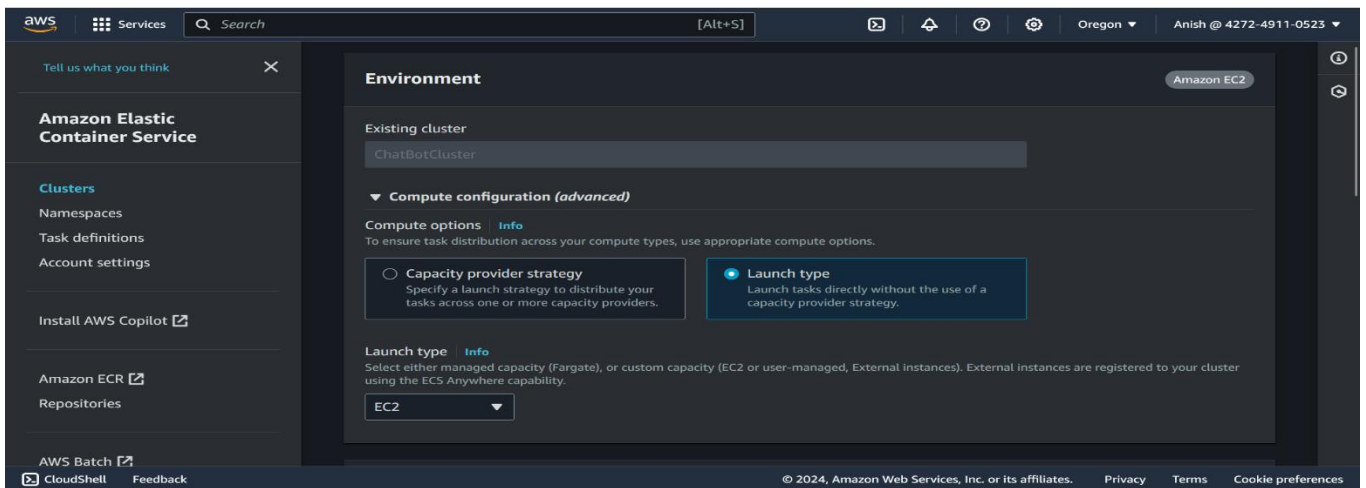 aws
Services
Search
[Alt+S]
Oregon
Anish @ 4272-4911-0523
Tell us what you think
Amazon Elastic
Container Service
Clusters
Namespaces
Task definitions
Account settings
Install AWS Copilot
Amazon ECR
Repositories
AWS Batch
Environment
Amazon EC2
Existing cluster
ChatBotCluster
Compute configuration (advanced)
Compute options Info
To ensure task distribution across your compute types, use appropriate compute options.
Capacity provider strategy
Specify a launch strategy to distribute your
tasks across one or more capacity providers.
Launch type
Launch tasks directly without the use of a
capacity provider strategy.
Launch type Info
Select either managed capacity (Fargate), or custom capacity (EC2 or user-managed, External instances). External instances are registered to your cluster
using the ECS Anywhere capability.
EC2
CloudShell
Feedback
© 2024, Amazon Web Services, Inc. or its affiliates.
Privacy
Terms
Cookie preferences